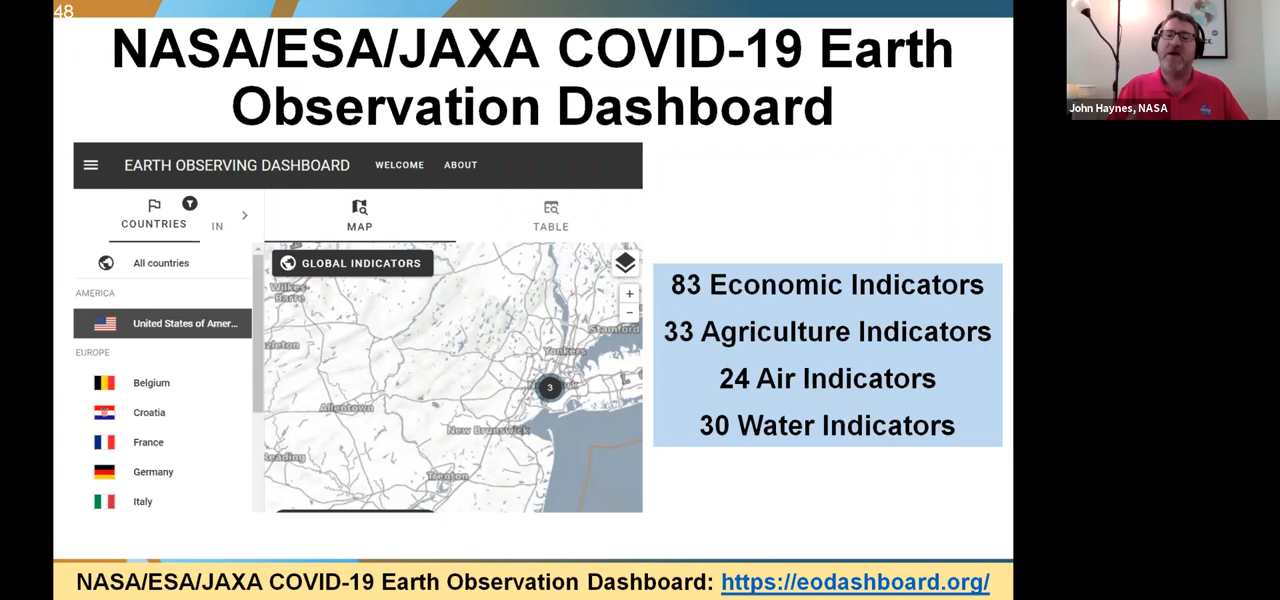 48
NASA/ESA/JAXA COVID-19 Earth
Observation Dashboard
John Haynes, NASA
EARTH OBSERVING DASHBOARD
WELCOME
ABOUT
COUNTRIES
IN
MAP
TABLE
All countries
GLOBAL INDICATORS
AMERICA
United States of Amer...
EUROPE
Belgium
Croatia
France
Germany
Italy
+
-
Wilkes-
Barre
Stamford
zleton
Yonkers
3
Allentown
New Brunswick
Leading
Trenton
83 Economic Indicators
33 Agriculture Indicators
24 Air Indicators
30 Water Indicators
NASA/ESA/JAXA COVID-19 Earth Observation Dashboard: https://eodashboard.org/